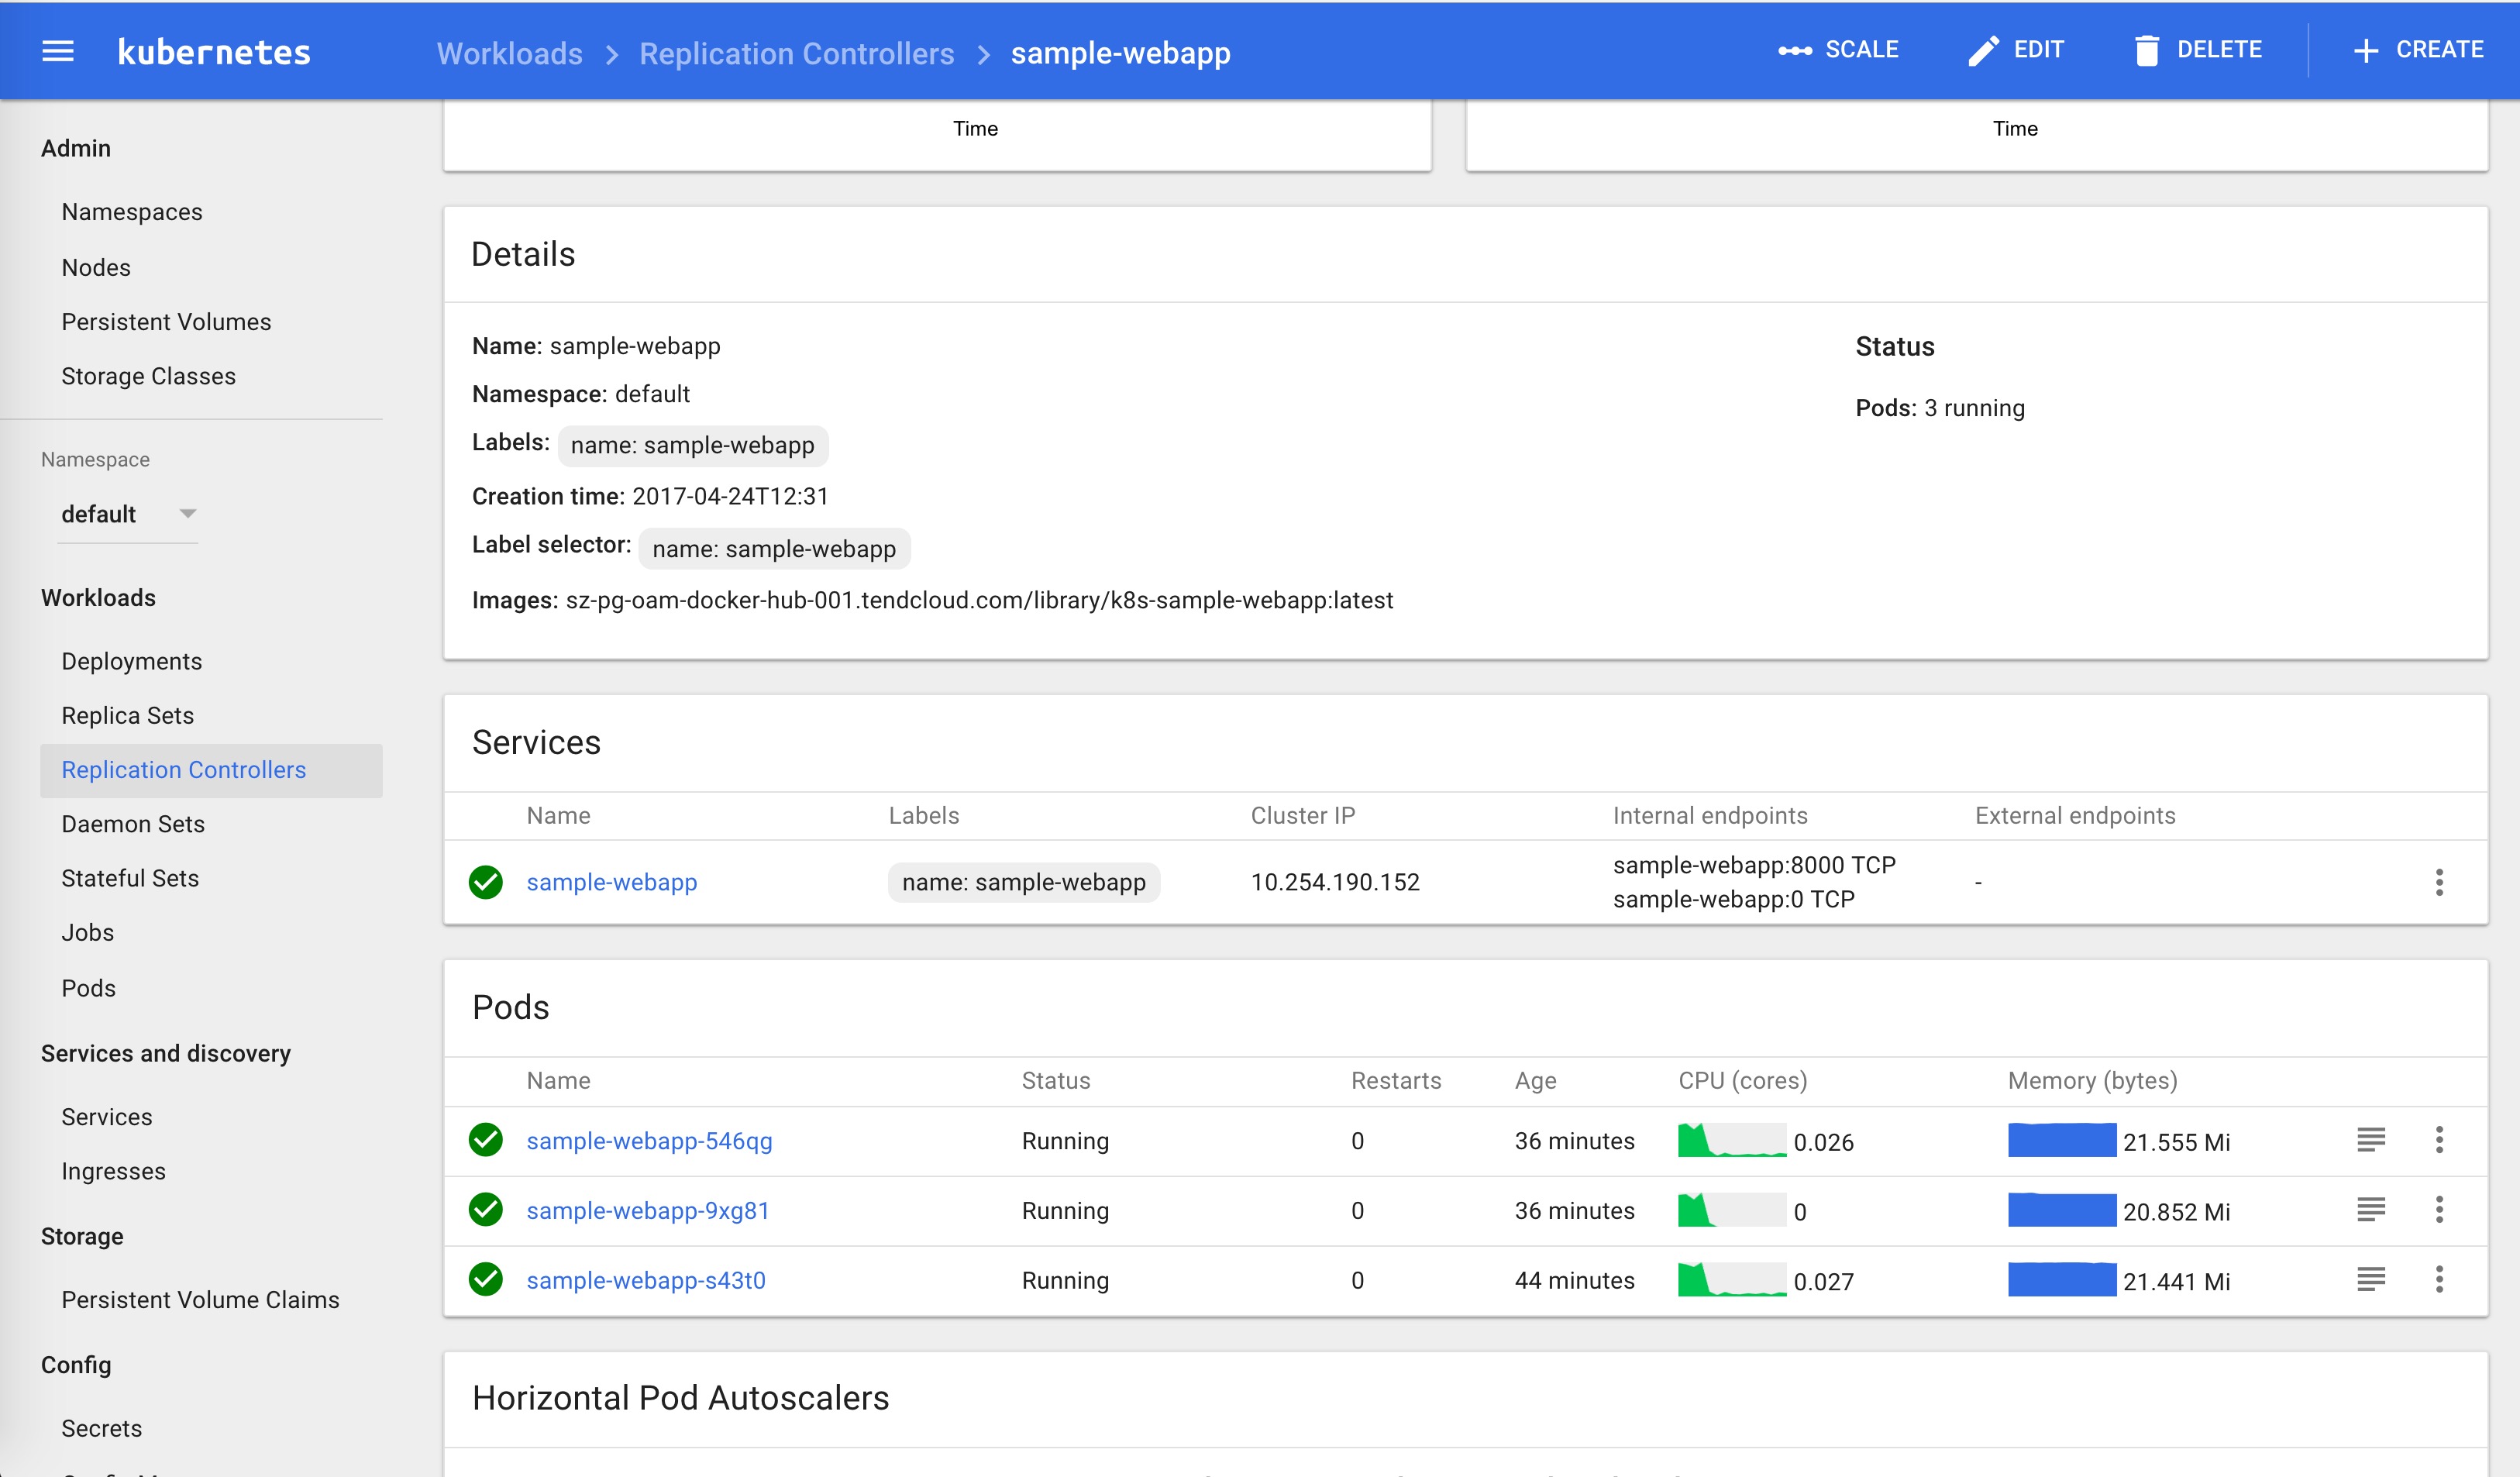 kubernetes
Workloads > Replication Controllers > sample-webapp
SCALE
EDIT
DELETE
CREATE
Admin
Namespaces
Nodes
Persistent Volumes
Storage Classes
Namespace
default
Workloads
Deployments
Replica Sets
Replication Controllers
Daemon Sets
Stateful Sets
Jobs
Pods
Services and discovery
Services
Ingresses
Storage
Persistent Volume Claims
Config
Secrets
Time
Time
Details
Name: sample-webapp
Namespace: default
Labels: name: sample-webapp
Creation time: 2017-04-24T12:31
Label selector: name: sample-webapp
Images: sz-pg-oam-docker-hub-001.tendcloud.com/library/k8s-sample-webapp:latest
Status
Pods: 3 running
Services
Name Labels Cluster IP Internal endpoints External endpoints
sample-webapp name: sample-webapp 10.254.190.152 sample-webapp:8000 TCP -
sample-webapp:0 TCP
Pods
Name Status Restarts Age CPU (cores) Memory (bytes)
sample-webapp-546qg Running 0 36 minutes 0.026 21.555 Mi
sample-webapp-9xg81 Running 0 36 minutes 0 20.852 Mi
sample-webapp-s43t0 Running 0 44 minutes 0.027 21.441 Mi
Horizontal Pod Autoscalers